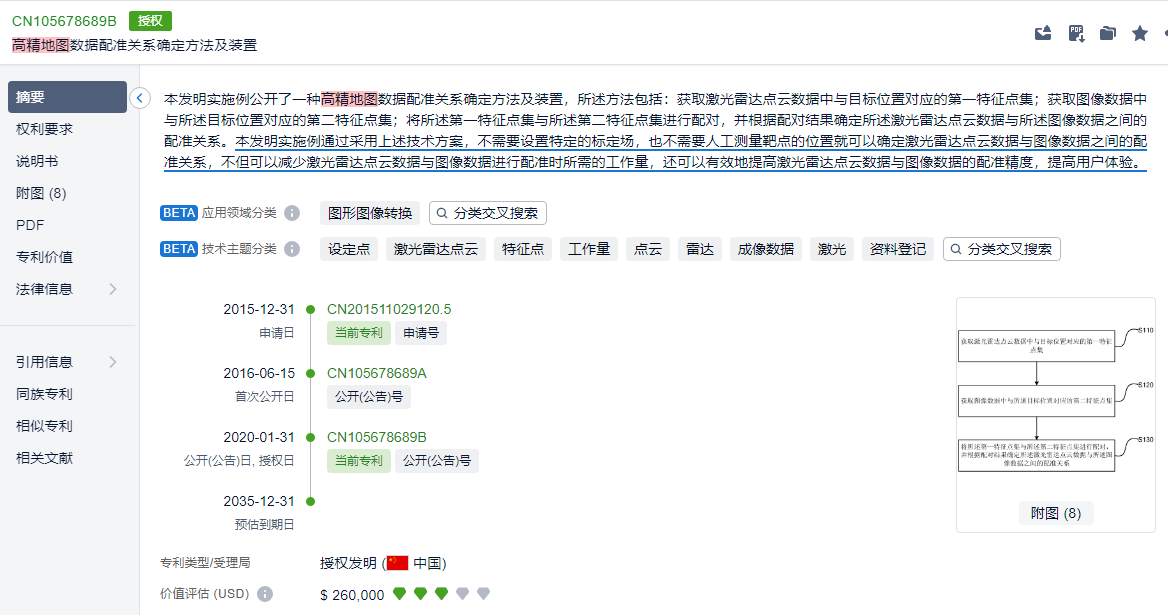 CN105678689B 授权
高精地图数据配准关系确定方法及装置
摘要
权利要求
说明书
附图 (8)
PDF
专利价值
法律信息
引用信息
同族专利
相似专利
相关文献
本发明实施例公开了一种高精地图数据配准关系确定方法及装置，所述方法包括：获取激光雷达点云数据中与目标位置对应的第一特征点集；获取图像数据中
与所述目标位置对应的第二特征点集；将所述第一特征点集与所述第二特征点集进行配对，并根据配对结果确定所述激光雷达点云数据与所述图像数据之间的
配准关系。本发明实施例通过采用上述技术方案，不需要设置特定的标定场，也不需要人工测量靶点的位置就可以确定激光雷达点云数据与图像数据之间的配
准关系，不但可以减少激光雷达点云数据与图像数据进行配准时所需的工作量，还可以有效地提高激光雷达点云数据与图像数据的配准精度，提高用户体验。
BETA 应用领域分类 图形图像转换 分类交叉搜索
BETA 技术主题分类 设定点 激光雷达点云 特征点 工作量 点云 雷达 成像数据 激光 资料登记 分类交叉搜索
2015-12-31 CN201511029120.5
申请日 当前专利 申请号
2016-06-15 CN105678689A
首次公开日 公开(公告)号
2020-01-31 CN105678689B
公开(公告)日, 授权日 当前专利 公开(公告)号
2035-12-31
预估到期日
S110
获取激光雷达点云数据中与目标位置对应的第一特征
点集
S120
获取图像数据中与所述目标位置对应的第二特征点集
S130
将所述第一特征点集与所述第二特征点集进行配对，
并根据配对结果确定所述激光雷达点云数据与所述图
像数据之间的配准关系
附图 (8)
专利类型/受理局 授权发明 (中国)
价值评估 (USD) $ 260,000